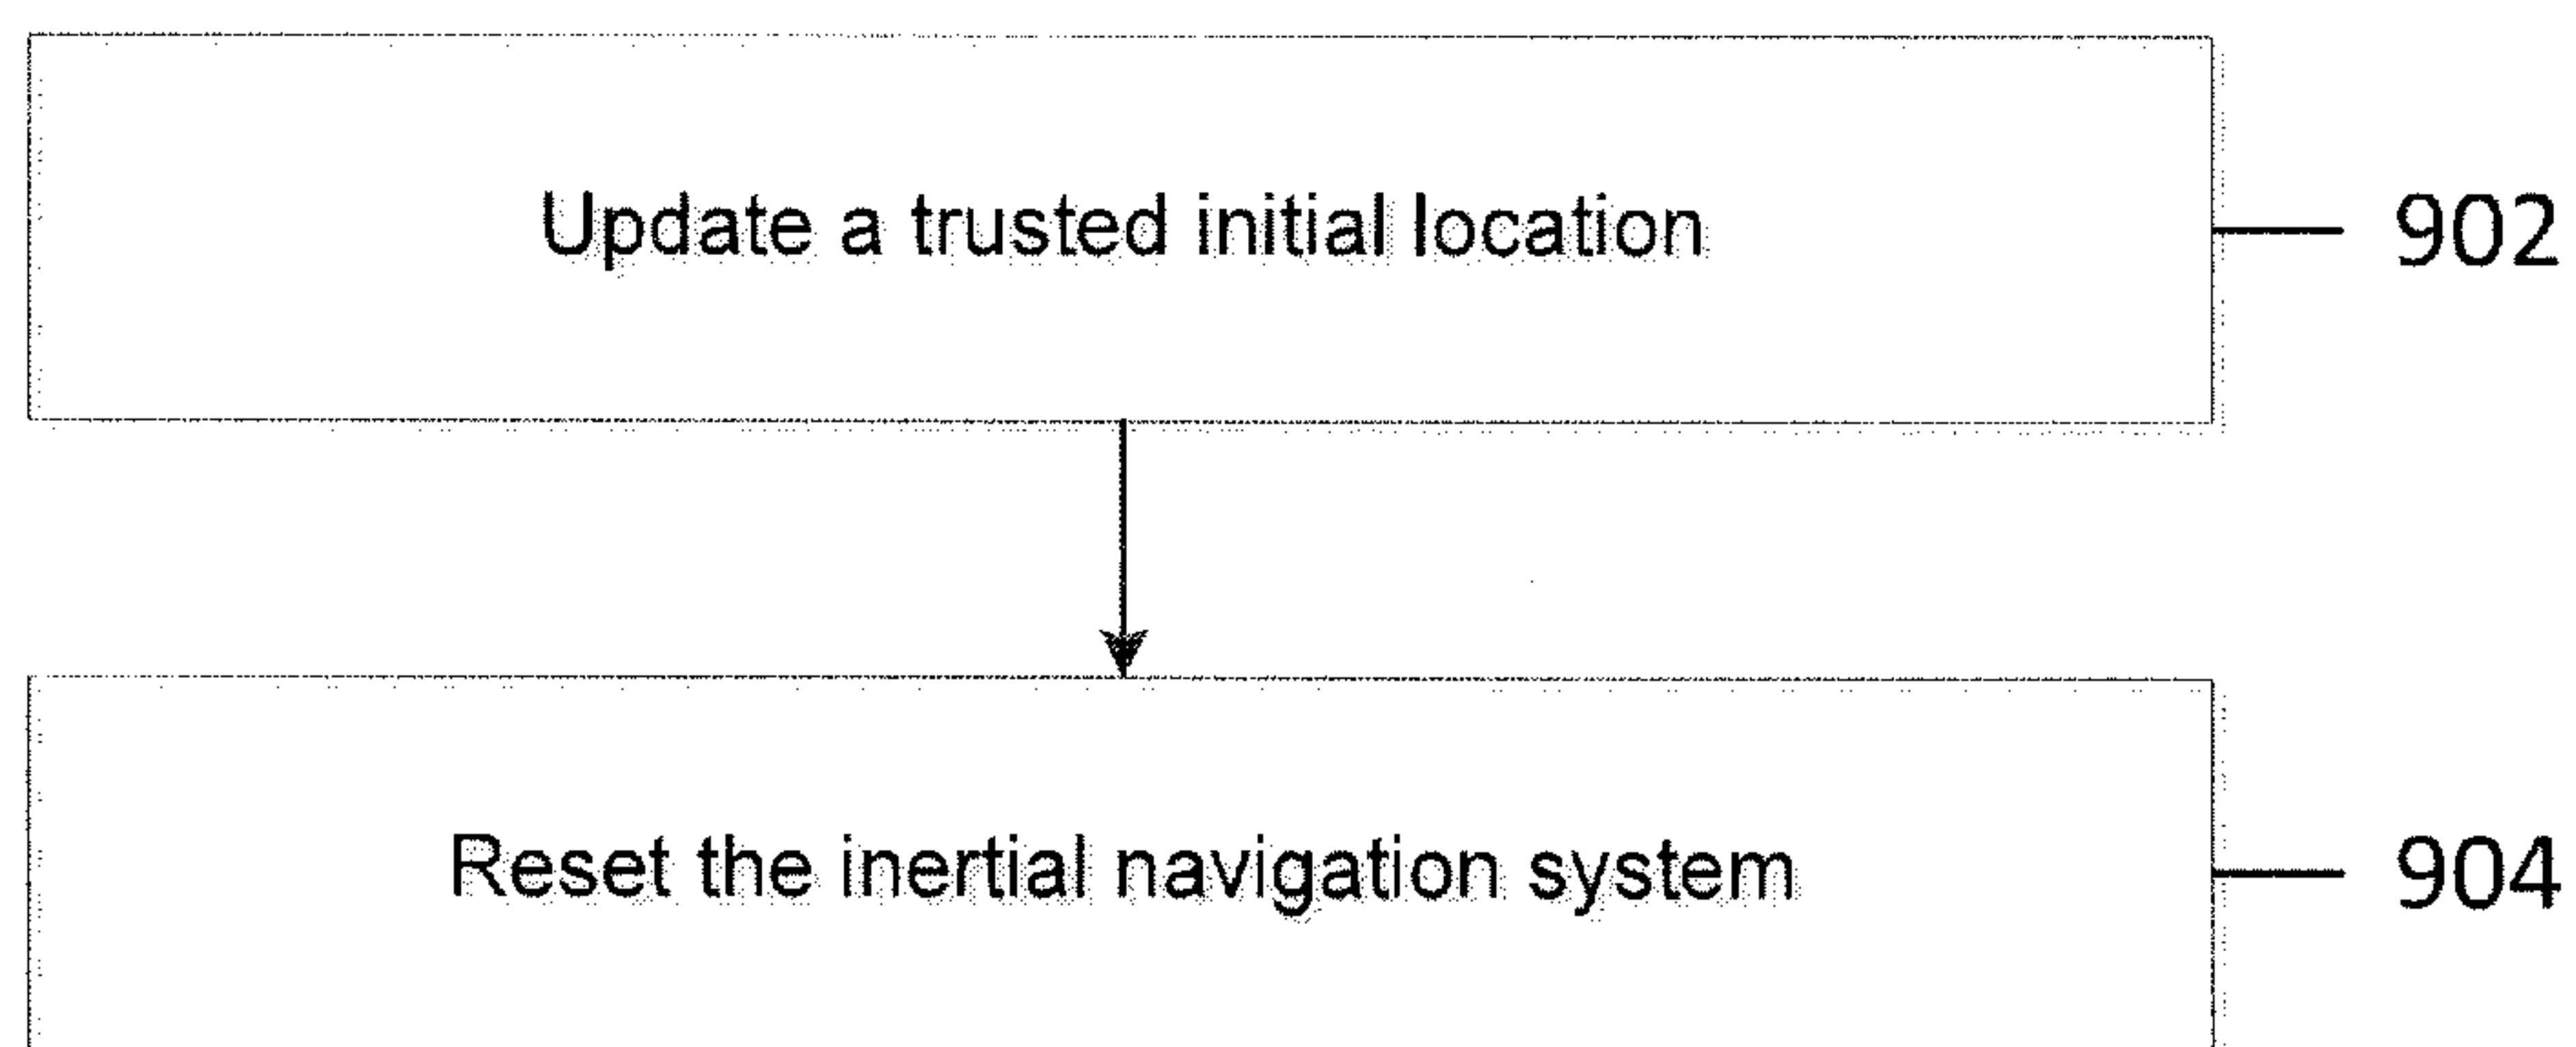 Update a trusted initial location
902
Reset the inertial navigation system
904